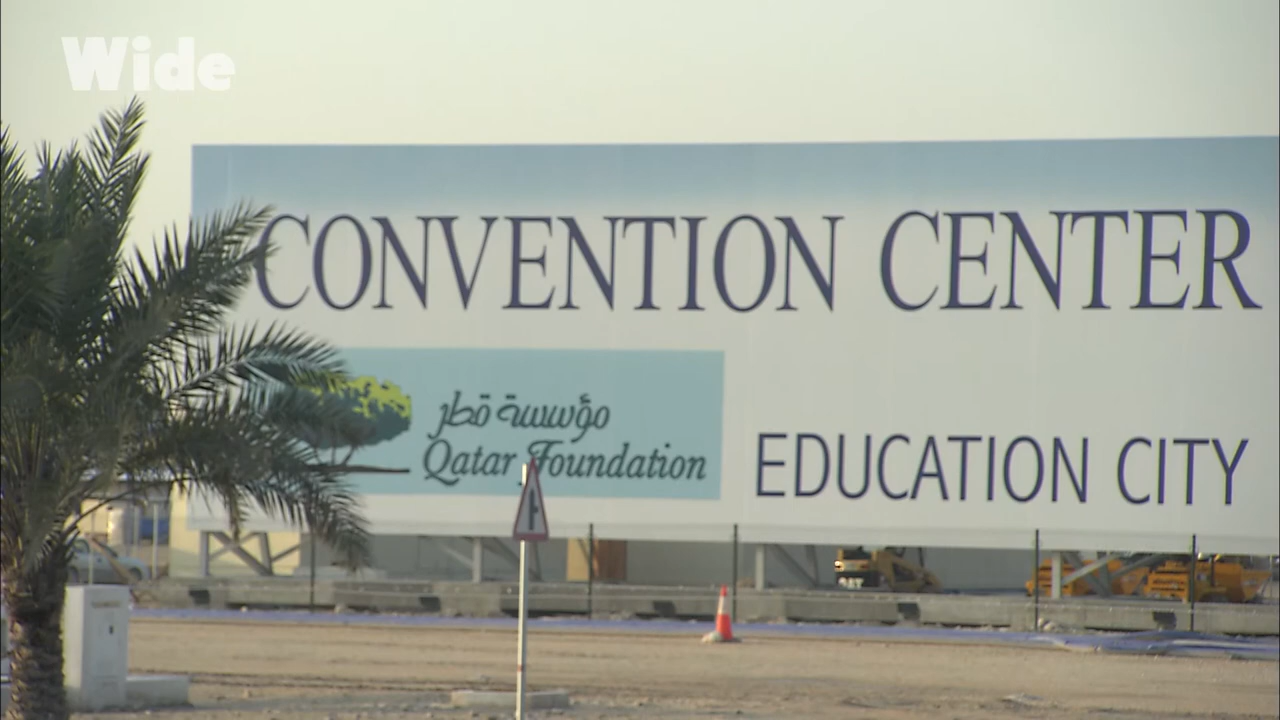 Wide
CONVENTION CENTER
مؤسسة قطر
Qatar Foundation
EDUCATION CITY